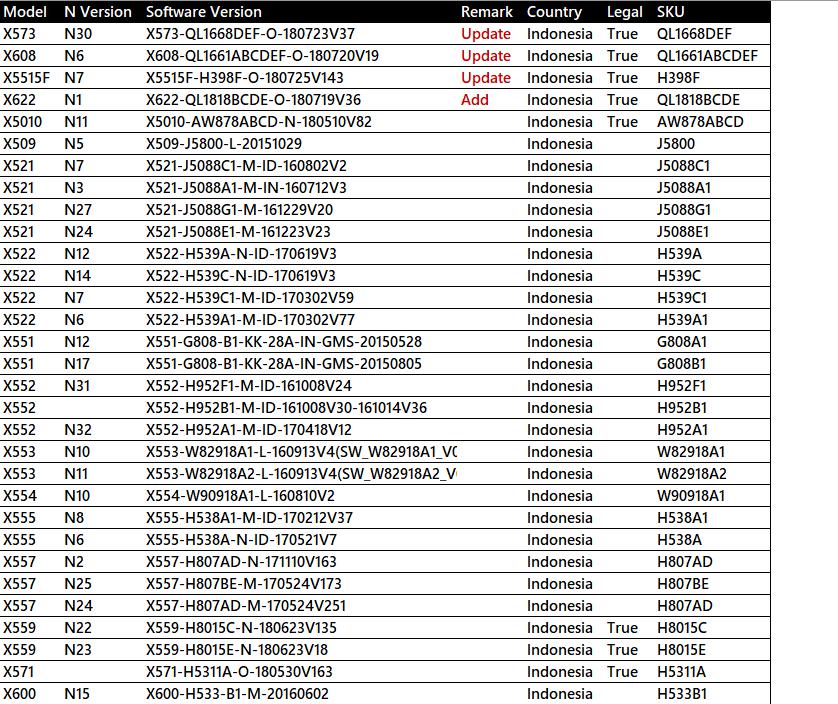 Model N Version Software Version Remark Country Legal SKU
X573 N30 X573-QL1668DEF-O-180723V37 Update Indonesia True QL1668DEF
X608 N6 X608-QL1661ABCDEF-O-180720V19 Update Indonesia True QL1661ABCDEF
X5515F N7 X5515F-H398F-O-180725V143 Update Indonesia True H398F
X622 N1 X622-QL1818BCDE-O-180719V36 Add Indonesia True QL1818BCDE
X5010 N11 X5010-AW878ABCD-N-180510V82 Indonesia True AW878ABCD
X509 N5 X509-J5800-L-20151029 Indonesia J5800
X521 N7 X521-J5088C1-M-ID-160802V2 Indonesia J5088C1
X521 N3 X521-J5088A1-M-IN-160712V3 Indonesia J5088A1
X521 N27 X521-J5088G1-M-161229V20 Indonesia J5088G1
X521 N24 X521-J5088E1-M-161223V23 Indonesia J5088E1
X522 N12 X522-H539A-N-ID-170619V3 Indonesia H539A
X522 N14 X522-H539C-N-ID-170619V3 Indonesia H539C
X522 N7 X522-H539C1-M-ID-170302V59 Indonesia H539C1
X522 N6 X522-H539A1-M-ID-170302V77 Indonesia H539A1
X551 N12 X551-G808-B1-KK-28A-IN-GMS-20150528 Indonesia G808A1
X551 N17 X551-G808-B1-KK-28A-IN-GMS-20150805 Indonesia G808B1
X552 N31 X552-H952F1-M-ID-161008V24 Indonesia H952F1
X552 X552-H952B1-M-ID-161008V30-161014V36 Indonesia H952B1
X552 N32 X552-H952A1-M-ID-170418V12 Indonesia H952A1
X553 N10 X553-W82918A1-L-160913V4(SW_W82918A1_V0 Indonesia W82918A1
X553 N11 X553-W82918A2-L-160913V4(SW_W82918A2_V Indonesia W82918A2
X554 N10 X554-W90918A1-L-160810V2 Indonesia W90918A1
X555 N8 X555-H538A1-M-ID-170212V37 Indonesia H538A1
X555 N6 X555-H538A-N-ID-170521V7 Indonesia H538A
X557 N2 X557-H807AD-N-171110V163 Indonesia H807AD
X557 N25 X557-H807BE-M-170524V173 Indonesia H807BE
X557 N24 X557-H807AD-M-170524V251 Indonesia H807AD
X559 N22 X559-H8015C-N-180623V135 Indonesia True H8015C
X559 N23 X559-H8015E-N-180623V18 Indonesia True H8015E
X571 X571-H5311A-O-180530V163 Indonesia True H5311A
X600 N15 X600-H533-B1-M-20160602 Indonesia H533B1